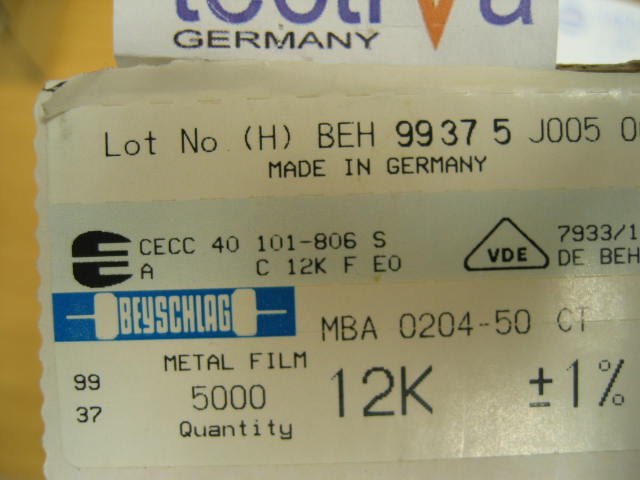 GERMANY
Lot No (H) BEH 99 37 5 J005
MADE IN GERMANY
CECC 40 101-806 S
A C 12K F E0
VDE
7933/1
DE BEH
BEYSCHLAG
MBA 0204-50 CT
METAL FILM
99
37
5000
Quantity
12K ±1%